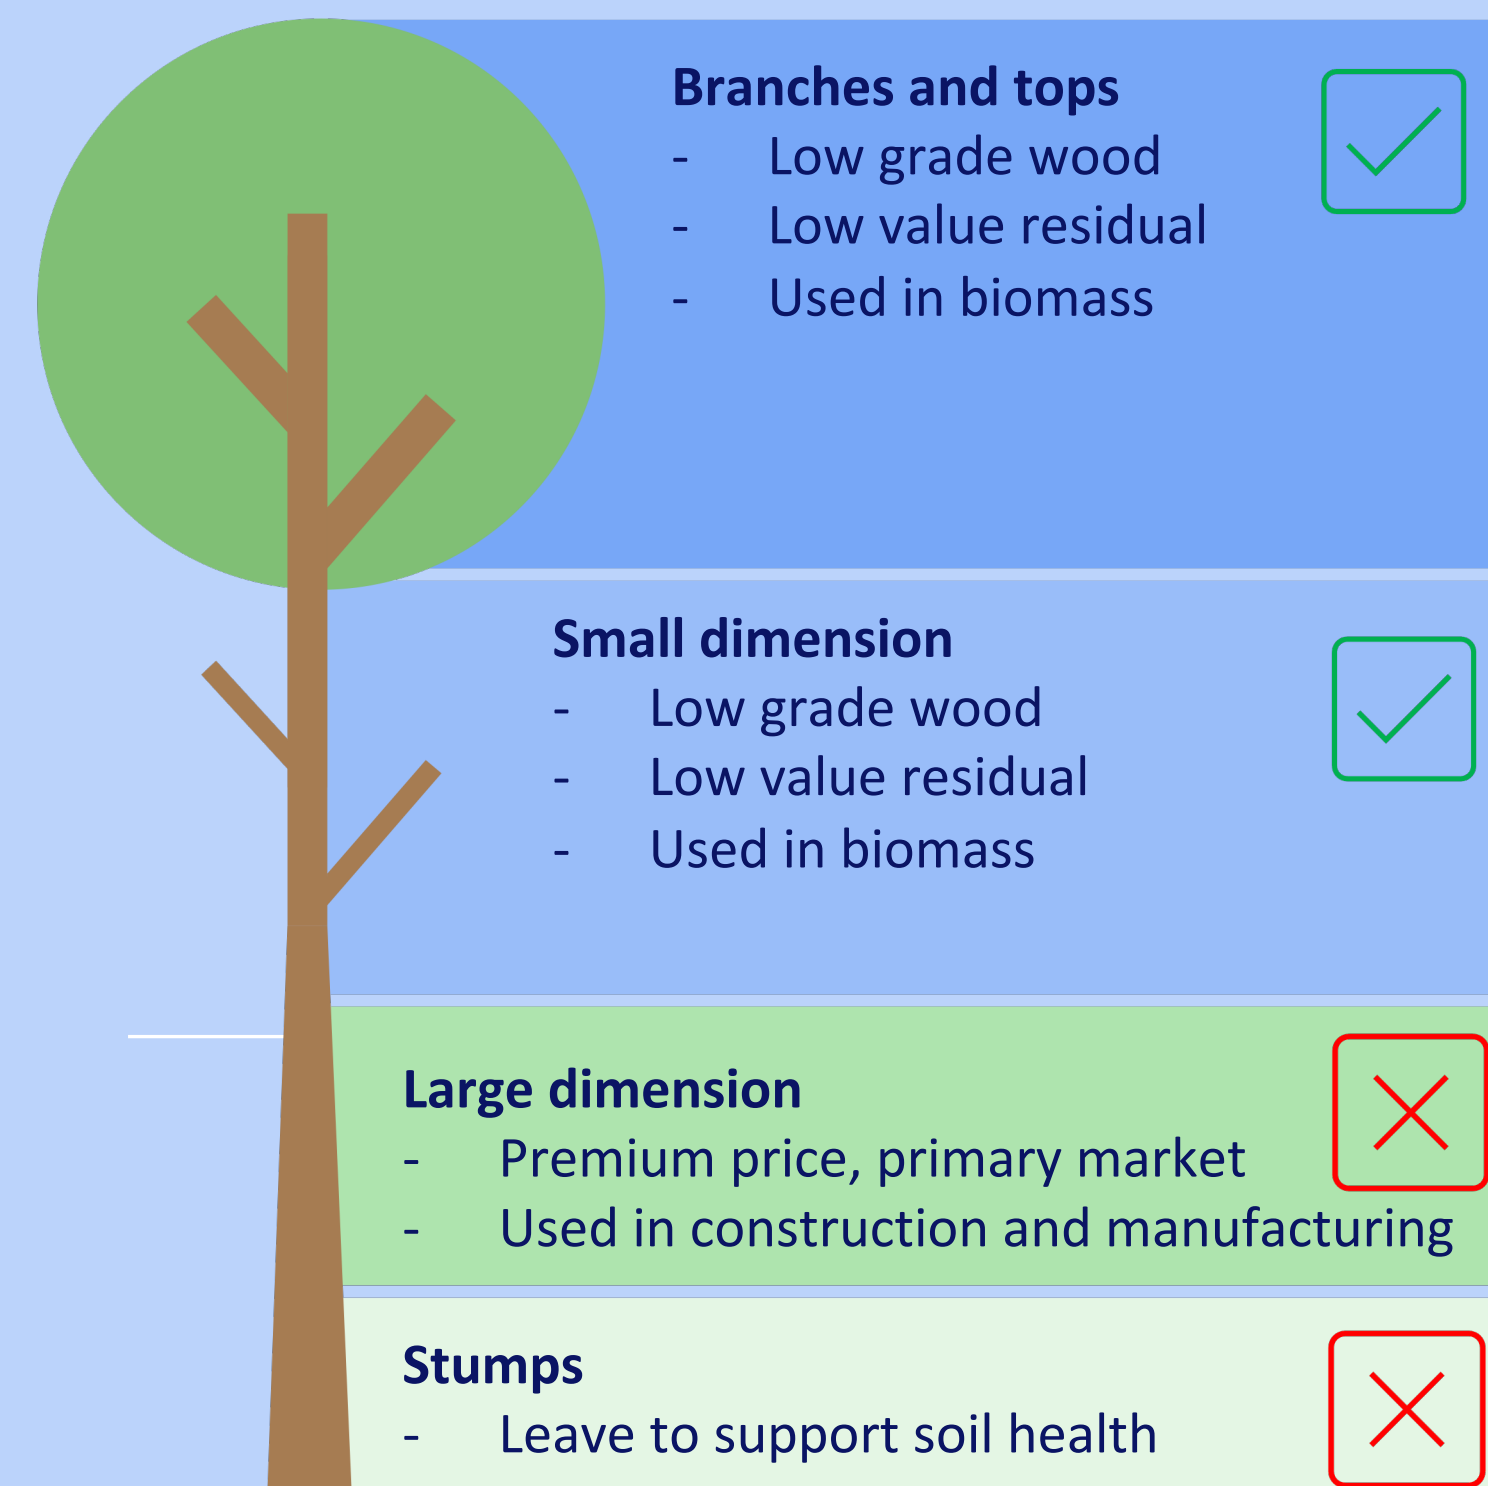 Branches and tops
- Low grade wood
- Low value residual
- Used in biomass
Small dimension
- Low grade wood
- Low value residual
- Used in biomass
Large dimension
- Premium price, primary market
- Used in construction and manufacturing
Stumps
- Leave to support soil health